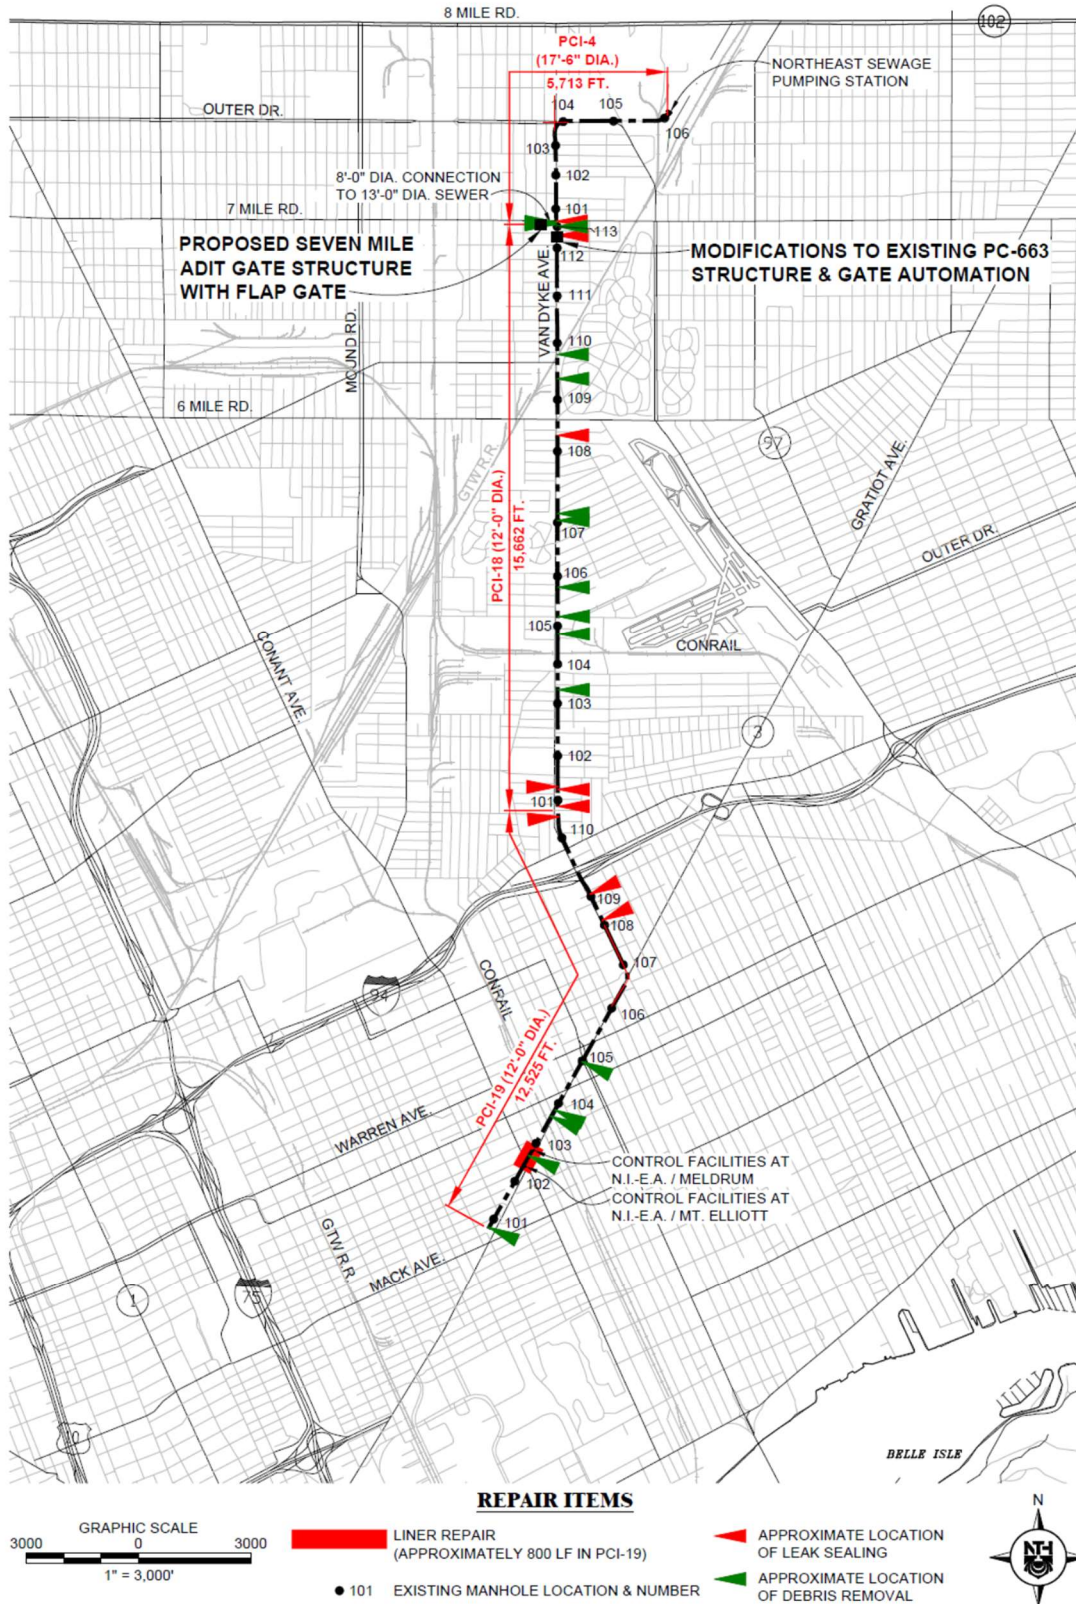 8 MILE RD.
102
PCI-4
(17'-6" DIA.)
5,713 FT.
NORTHEAST SEWAGE
PUMPING STATION
OUTER DR.
104
105
106
103
8'-0" DIA. CONNECTION
TO 13'-0" DIA. SEWER
102
101
7 MILE RD.
113
PROPOSED SEVEN MILE
ADIT GATE STRUCTURE
WITH FLAP GATE
MODIFICATIONS TO EXISTING PC-663
STRUCTURE & GATE AUTOMATION
112
VAN DYKE AVE.
111
MOUND RD.
110
109
6 MILE RD.
97
108
GTW R.R.
GRATIOT AVE.
PCI-18 (12'-0" DIA.)
15,662 FT.
107
OUTER DR.
106
105
CONRAIL
CONANT AVE.
104
103
3
102
101
110
109
108
107
CONRAIL
94
106
105
PCI-19 (12'-0" DIA.)
12,525 FT.
104
WARREN AVE.
103
CONTROL FACILITIES AT
N.I.-E.A. / MELDRUM
102
CONTROL FACILITIES AT
N.I.-E.A. / MT. ELLIOTT
101
GTW R.R.
MACK AVE.
1
75
10
BELLE ISLE
REPAIR ITEMS
GRAPHIC SCALE
3000 0 3000
1" = 3,000'
LINER REPAIR
(APPROXIMATELY 800 LF IN PCI-19)
101 EXISTING MANHOLE LOCATION & NUMBER
APPROXIMATE LOCATION
OF LEAK SEALING
APPROXIMATE LOCATION
OF DEBRIS REMOVAL
N
NTH